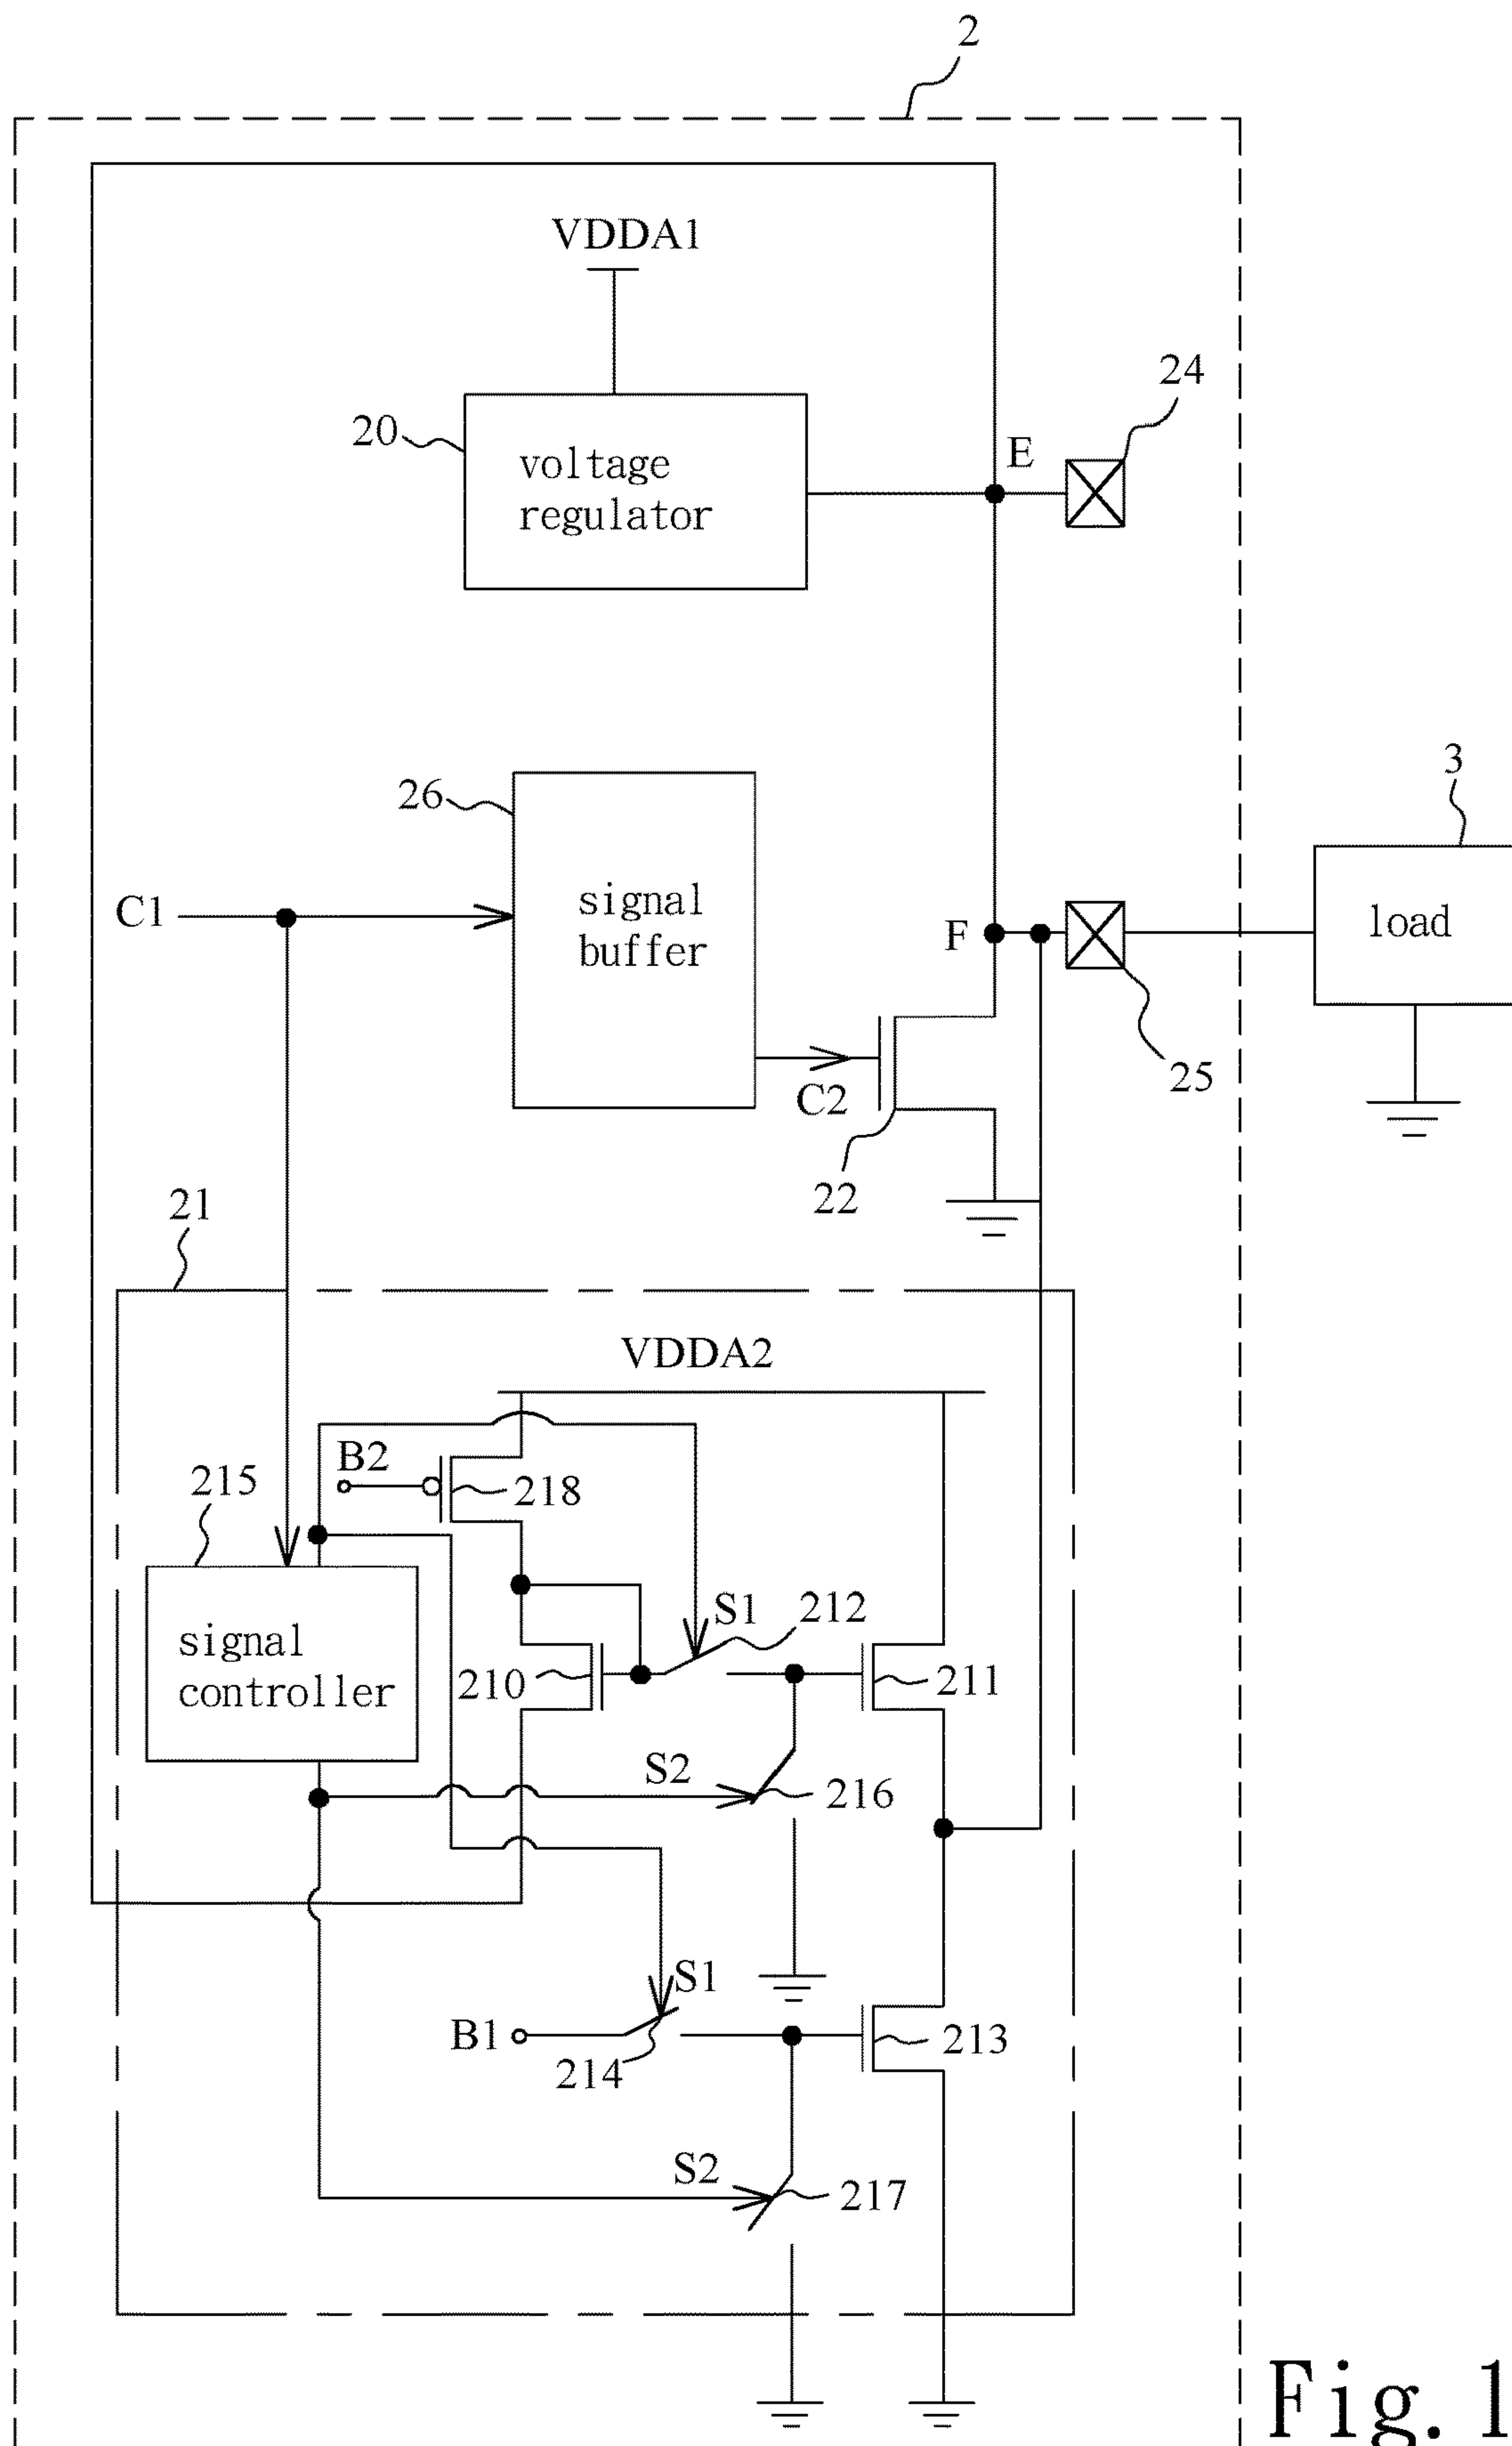 2
VDDA1
24
20
voltage
regulator
E
3
26
signal
buffer
load
C1
F
C2
25
22
21
VDDA2
B2
218
215
S1
212
signal
controller
210
211
S2
216
S1
B1
213
214
S2
217
Fig. 1